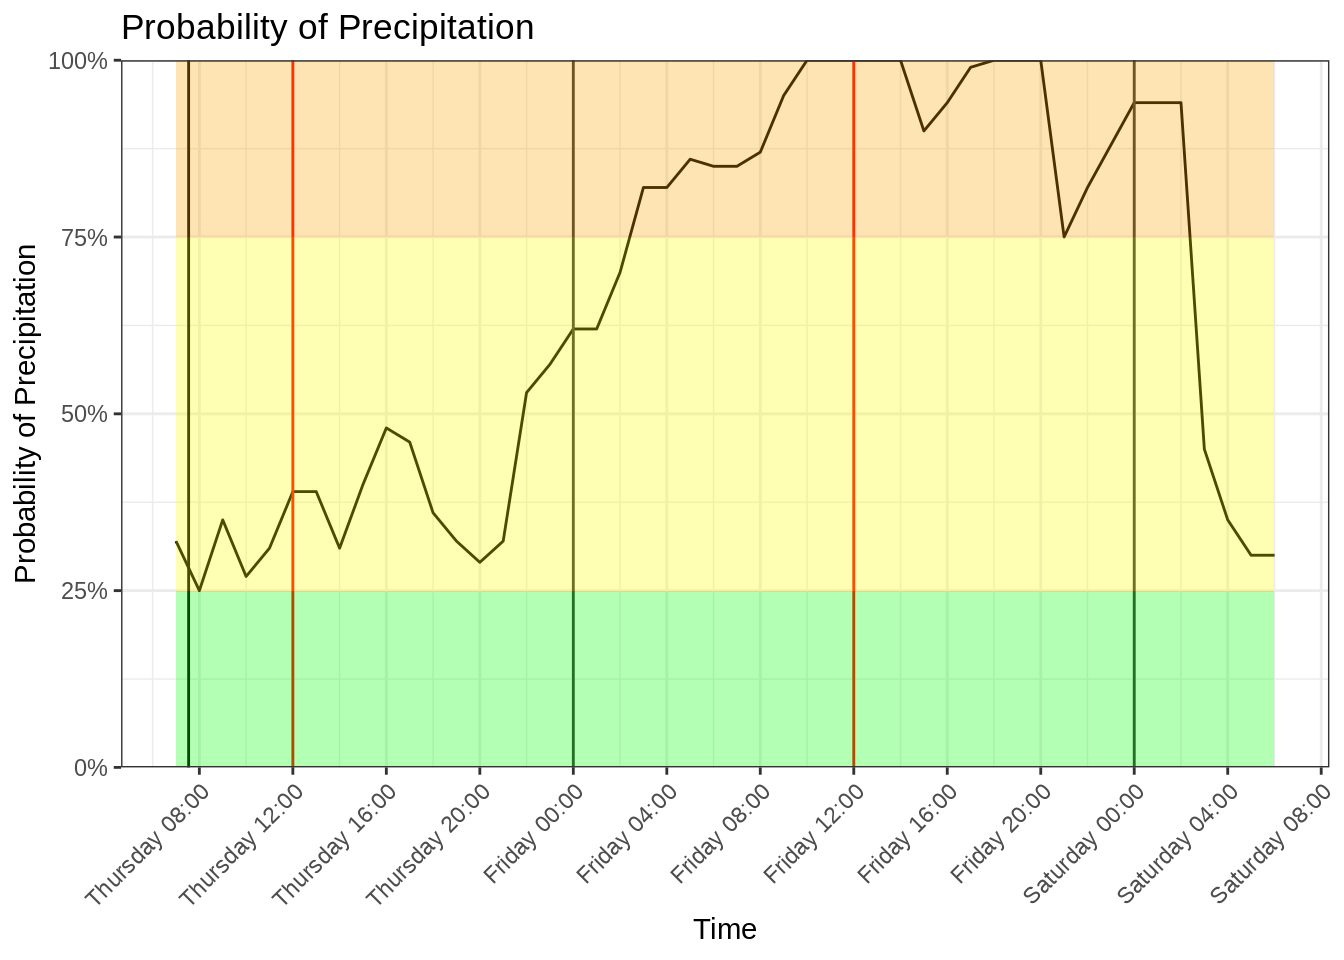 Probability of Precipitation
Probability of Precipitation
100%
75%
50%
25%
0%
Thursday 08:00
Thursday 12:00
Thursday 16:00
Thursday 20:00
Friday 00:00
Friday 04:00
Friday 08:00
Friday 12:00
Friday 16:00
Friday 20:00
Saturday 00:00
Saturday 04:00
Saturday 08:00
Time